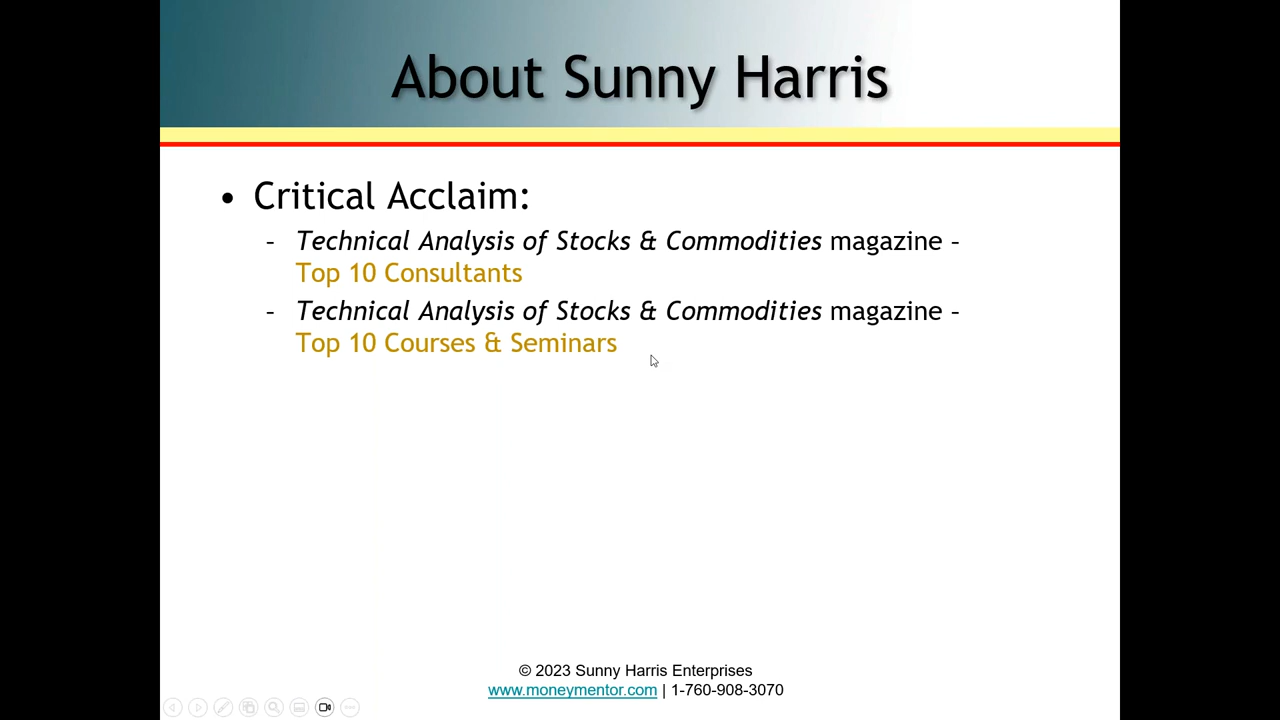 About Sunny Harris
• Critical Acclaim:
– Technical Analysis of Stocks & Commodities magazine –
Top 10 Consultants
– Technical Analysis of Stocks & Commodities magazine –
Top 10 Courses & Seminars
© 2023 Sunny Harris Enterprises
www.moneymentor.com | 1-760-908-3070